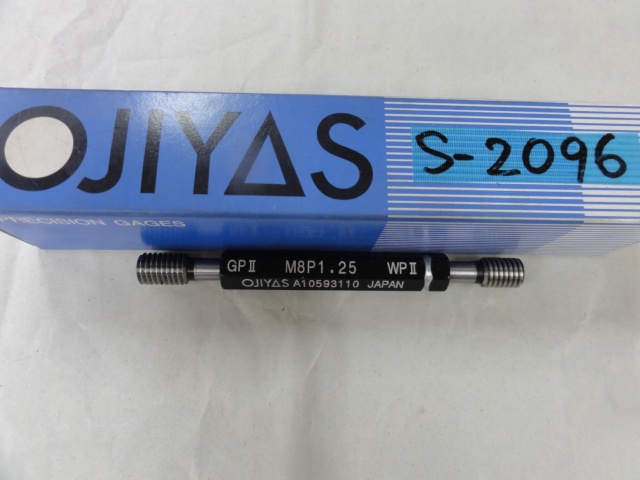 OJIYAS
PRECISION GAGES
S-2096
GPII M8P1.25 WPII
OJIYAS A10593110 JAPAN